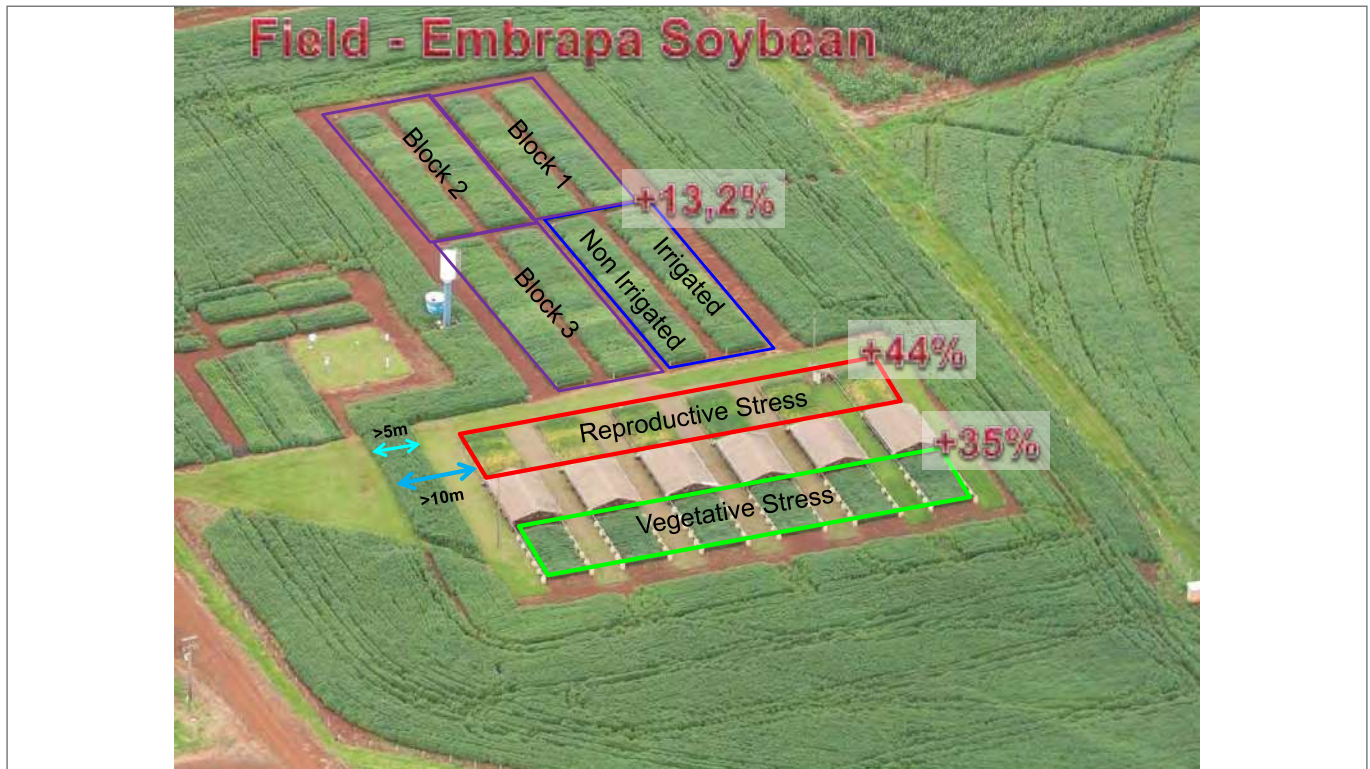 Field - Embrapa Soybean
Block 1
Block 2
+13,2%
Irrigated
Non Irrigated
Block 3
+44%
Reproductive Stress
>5m
+35%
>10m
Vegetative Stress